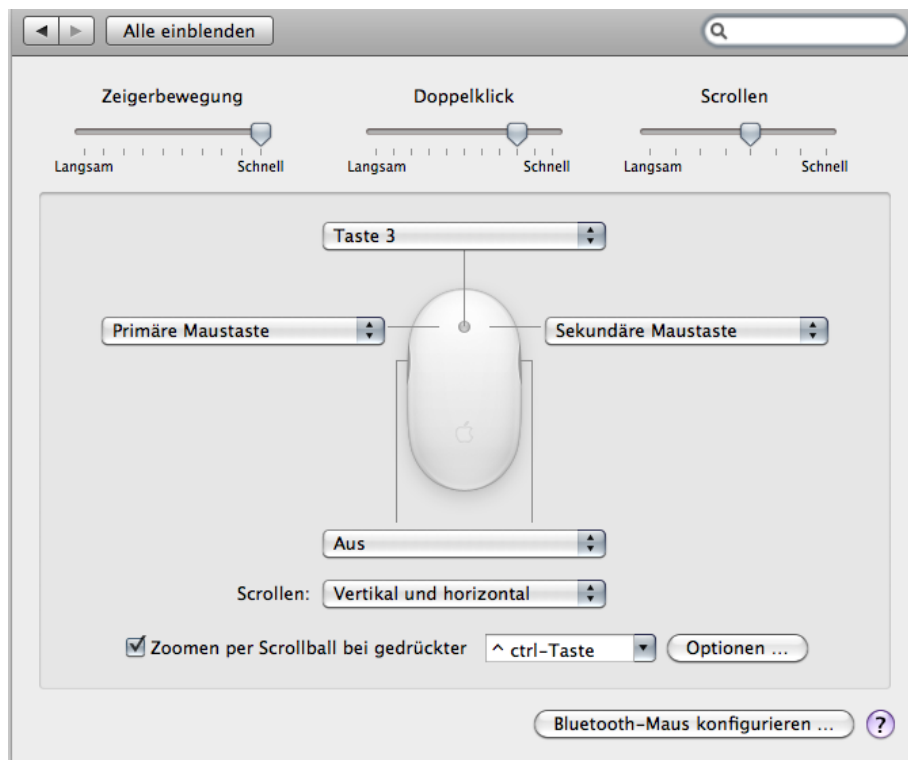 Alle einblenden
Zeigerbewegung Doppelklick Scrollen
Langsam Schnell Langsam Schnell Langsam Schnell
Taste 3
Primäre Maustaste Sekundäre Maustaste
Aus
Scrollen: Vertikal und horizontal
Zoomen per Scrollball bei gedrückter ^ ctrl-Taste Optionen ...
Bluetooth-Maus konfigurieren ... ?